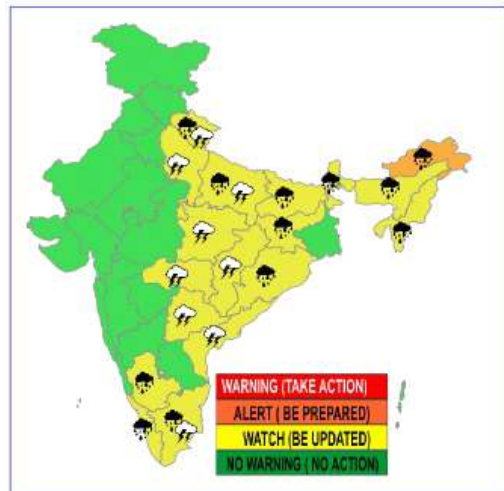 WARNING (TAKE ACTION)
ALERT ( BE PREPARED)
WATCH (BE UPDATED)
NO WARNING ( NO ACTION)